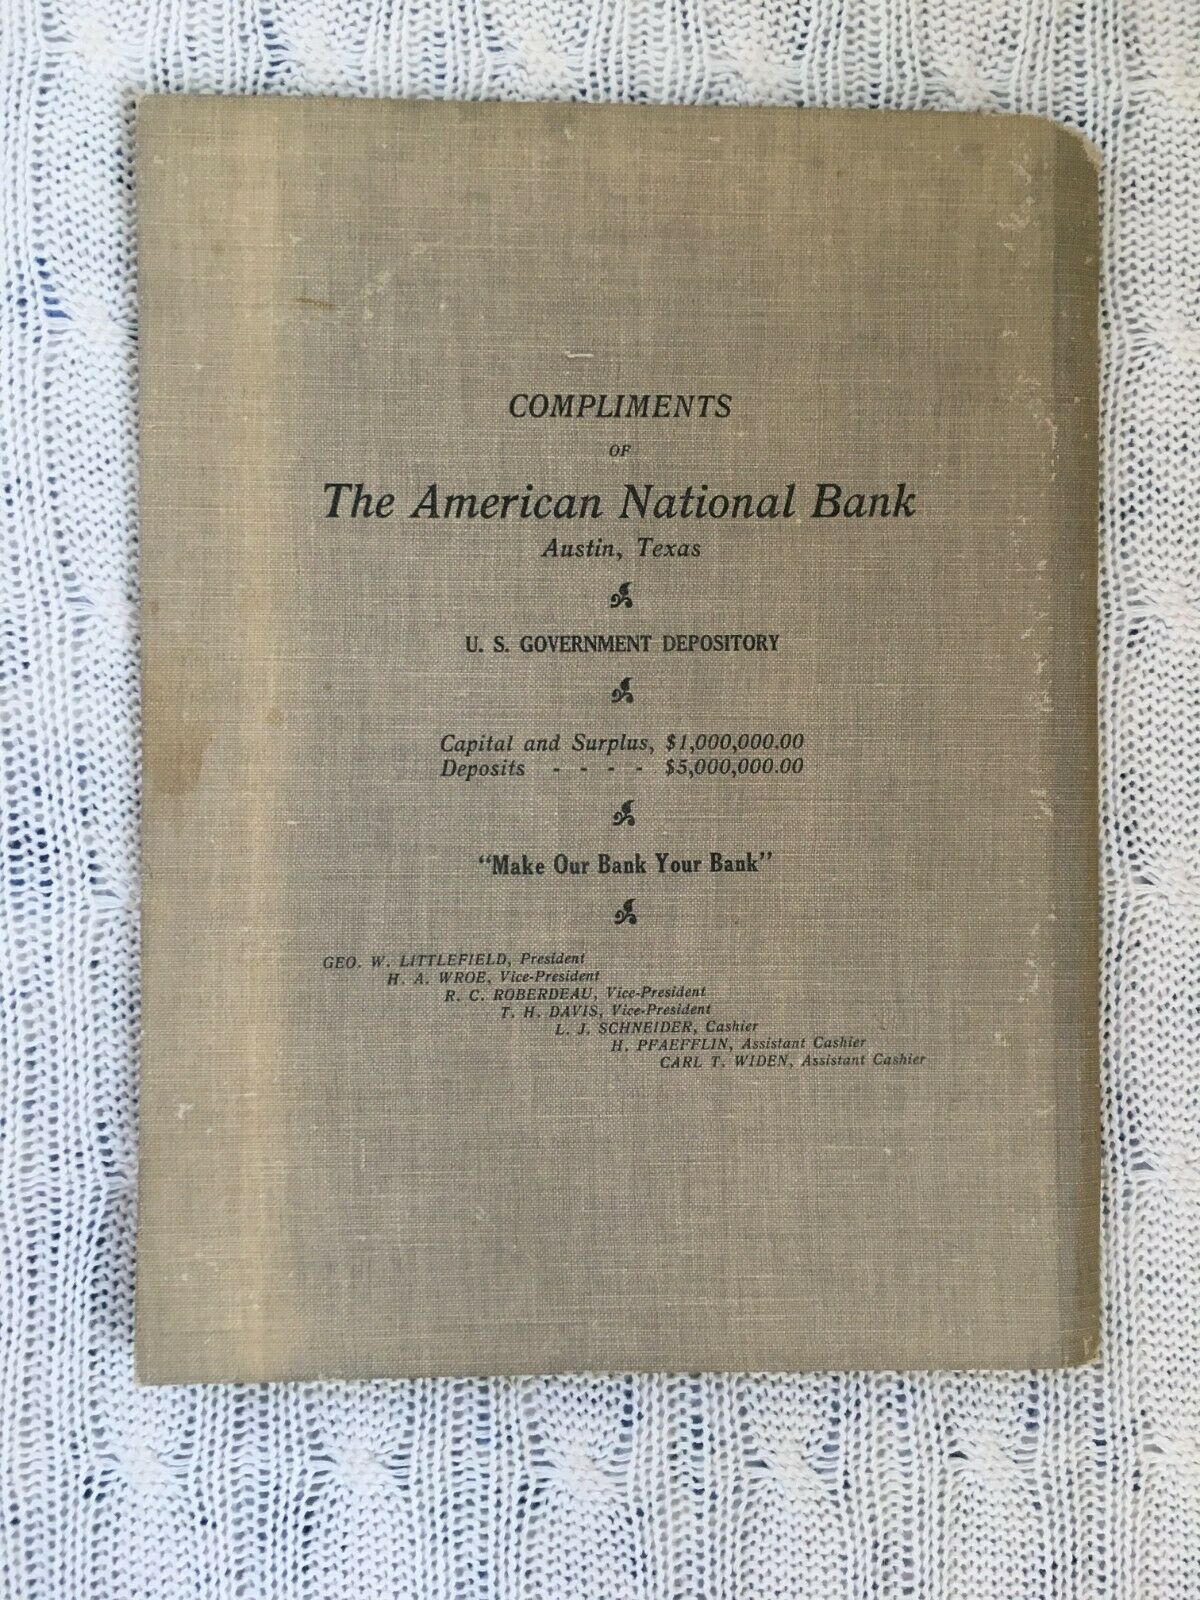 COMPLIMENTS
OF
The American National Bank
Austin, Texas
U. S. GOVERNMENT DEPOSITORY
Capital and Surplus, $1,000,000.00
Deposits - - - - $5,000,000.00
"Make Our Bank Your Bank"
GEO. W. LITTLEFIELD, President
H. A. WROE, Vice-President
R. C. ROBERDEAU, Vice-President
T. H. DAVIS, Vice-President
L. J. SCHNEIDER, Cashier
H. PFAEFFLIN, Assistant Cashier
CARL T. WIDEN, Assistant Cashier